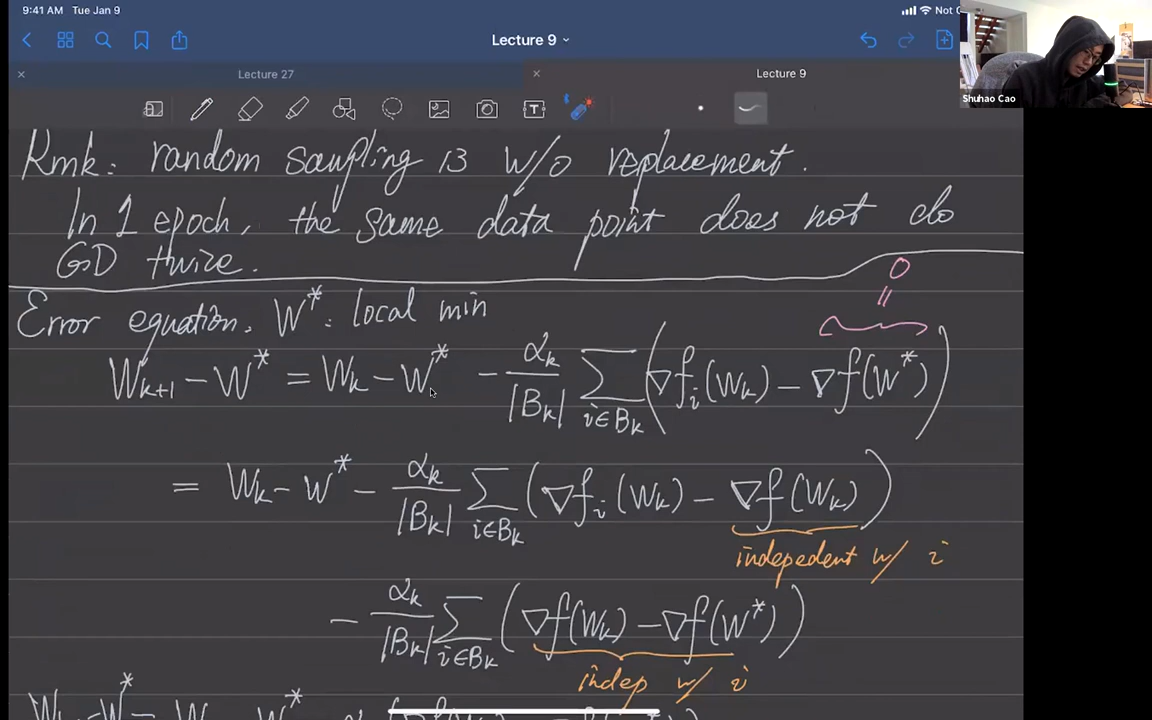 9:41 AM Tue Jan 9
Not C
Lecture 9
Lecture 27
Lecture 9
Shuhao Cao
Rmk: random sampling is w/o replacement.
In 1 epoch, the same data point does not do
GD twice.
0
=
Error equation. W*: local min
W_{k+1} - W* = W_k - W* - α_k/|B_k| Σ_{i∈B_k} (∇f_i(W_k) - ∇f(W*))
= W_k - W* - α_k/|B_k| Σ_{i∈B_k} (∇f_i(W_k) - ∇f(W_k))
indepedent w/ i
- α_k/|B_k| Σ_{i∈B_k} (∇f(W_k) - ∇f(W*))
indep w/ i